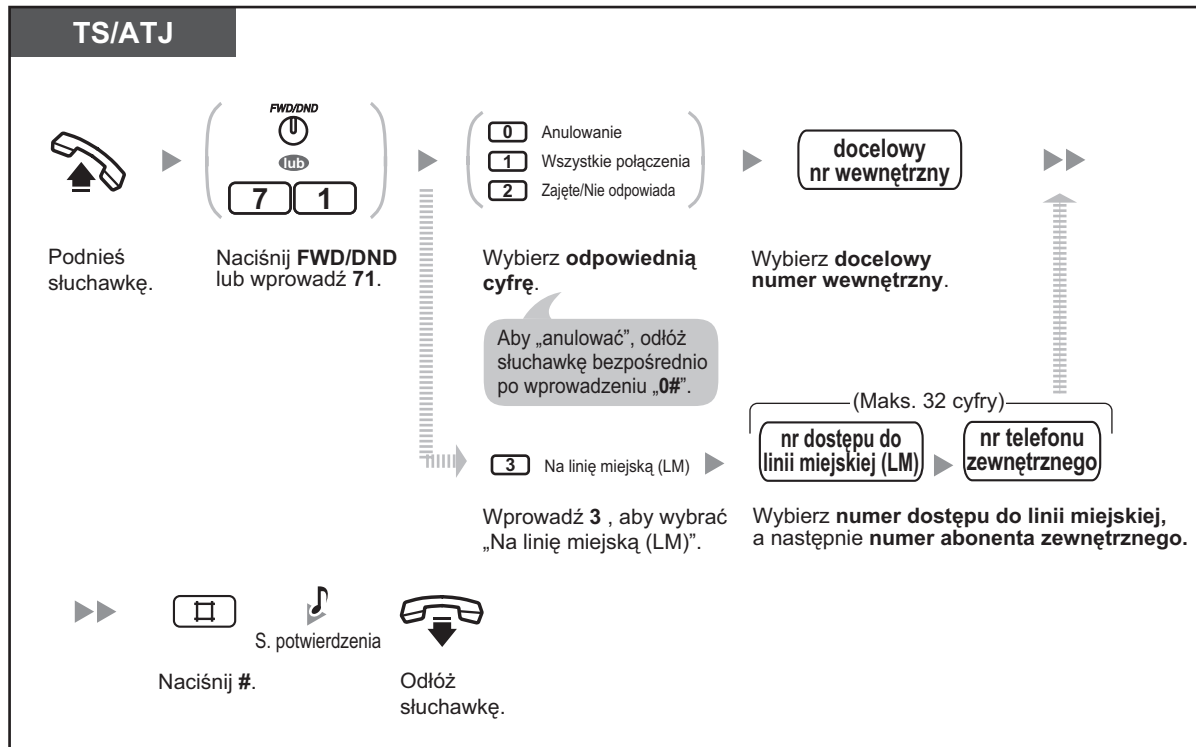 TS/ATJ
FWD/DND
lub
7 1
0 Anulowanie
1 Wszystkie połączenia
2 Zajęte/Nie odpowiada
docelowy
nr wewnętrzny
Podnieś
słuchawkę.
Naciśnij FWD/DND
lub wprowadź 71.
Wybierz odpowiednią
cyfrę.
Wybierz docelowy
numer wewnętrzny.
Aby „anulować”, odłóż
słuchawkę bezpośrednio
po wprowadzeniu „0#”.
3 Na linię miejską (LM)
(Maks. 32 cyfry)
nr dostępu do
linii miejskiej (LM)
nr telefonu
zewnętrznego
Wprowadź 3 , aby wybrać
„Na linię miejską (LM)”.
Wybierz numer dostępu do linii miejskiej,
a następnie numer abonenta zewnętrznego.
#
S. potwierdzenia
Naciśnij #.
Odłóż
słuchawkę.